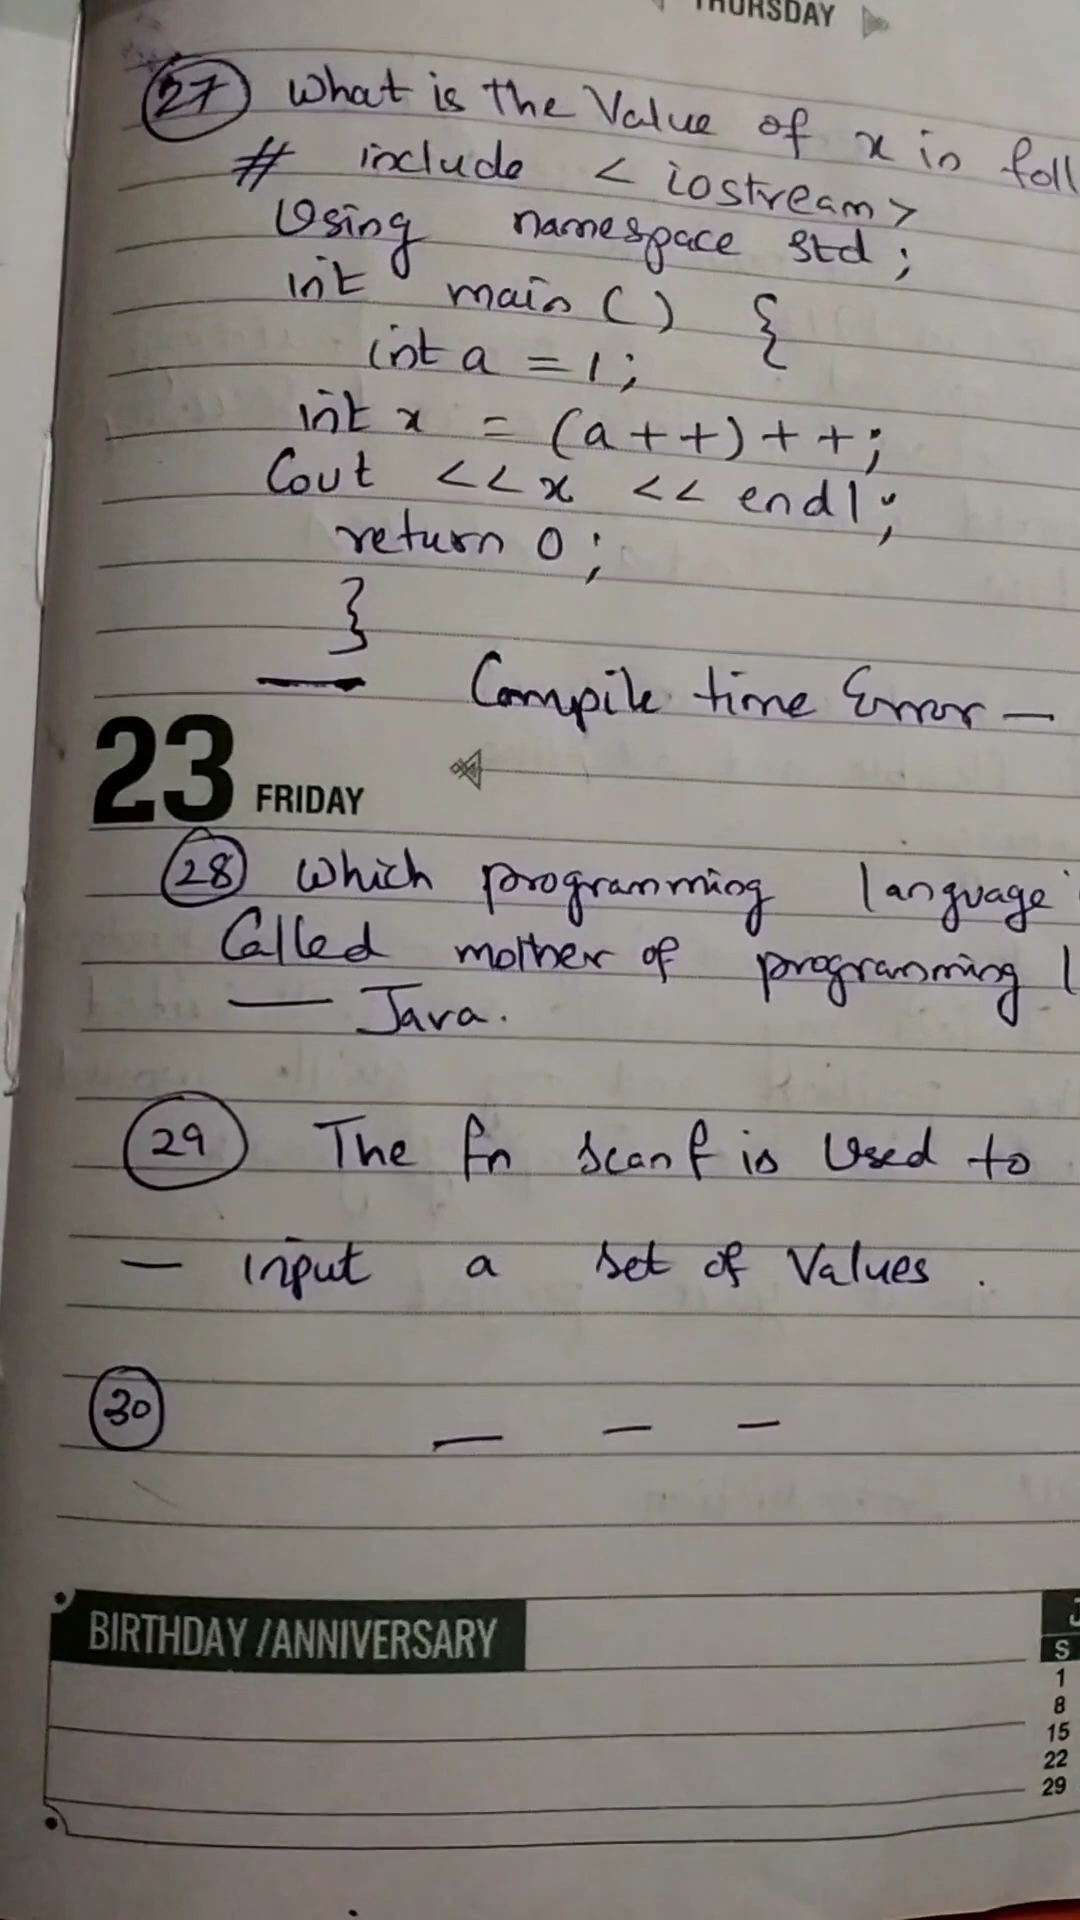 THURSDAY
27 What is the Value of x in foll
# include < iostream>
Using namespace std;
int main() {
int a = 1;
int x = (a++)++;
Cout <<x << endl;
return 0;
}
— Compile time Error —
23 FRIDAY
28 Which programming language
Called mother of programming l
— Java.
29 The fn scanf is Used to
— input a set of Values.
30 — — —
BIRTHDAY /ANNIVERSARY
S
1
8
15
22
29